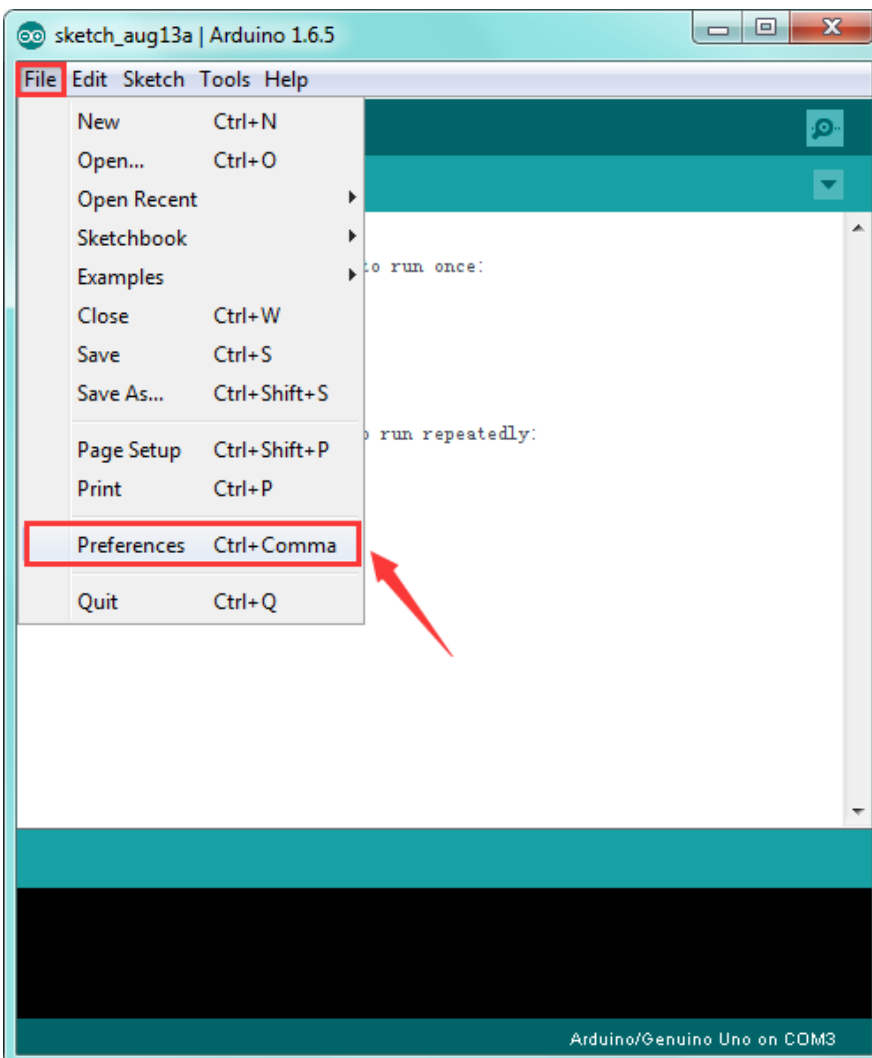 sketch_aug13a | Arduino 1.6.5
File Edit Sketch Tools Help
New Ctrl+N
Open... Ctrl+O
Open Recent
Sketchbook
Examples
Close Ctrl+W
Save Ctrl+S
Save As... Ctrl+Shift+S
Page Setup Ctrl+Shift+P
Print Ctrl+P
Preferences Ctrl+Comma
Quit Ctrl+Q
to run once:
run repeatedly:
Arduino/Genuino Uno on COM3